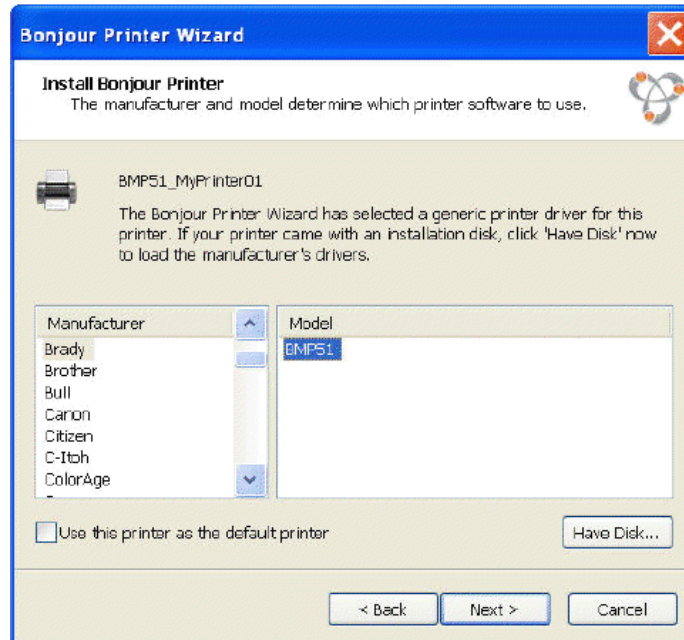 Bonjour Printer Wizard
Install Bonjour Printer
The manufacturer and model determine which printer software to use.
BMP51_MyPrinter01
The Bonjour Printer Wizard has selected a generic printer driver for this
printer. If your printer came with an installation disk, click 'Have Disk' now
to load the manufacturer's drivers.
Manufacturer
Brady
Brother
Bull
Canon
Citizen
C-Itoh
ColorAge
Model
BMP51
Use this printer as the default printer
Have Disk...
< Back
Next >
Cancel